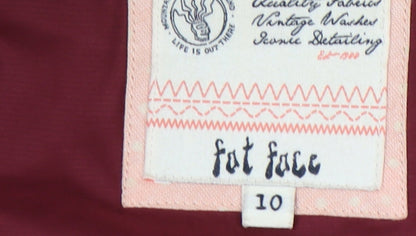 Quality Fabrics
Vintage Washes
Iconic Detailing
Est 1988
· LIFE IS OUT THERE ·
fat face
10